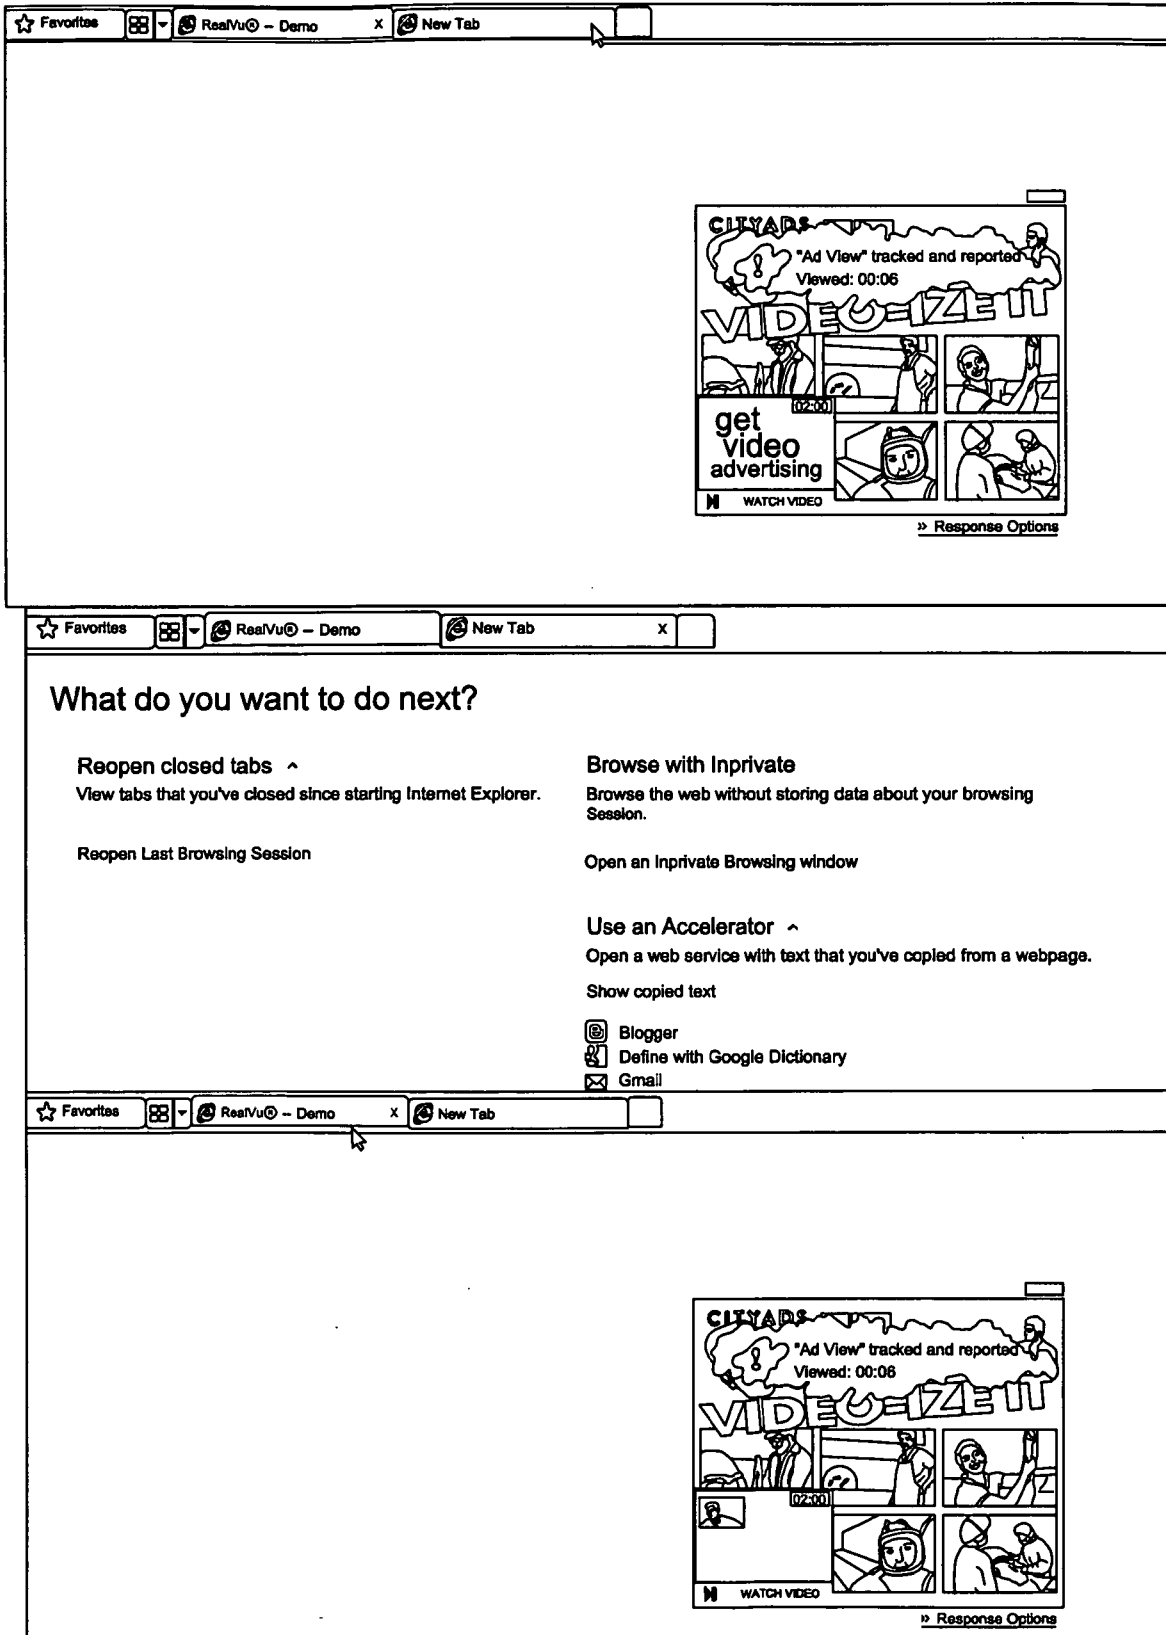 Favorites RealVu® – Demo x New Tab
CITYADS
"Ad View" tracked and reported
Viewed: 00:06
VIDEO-IZE IT
02:00
get
video
advertising
WATCH VIDEO
» Response Options
Favorites RealVu® – Demo New Tab x
What do you want to do next?
Reopen closed tabs
View tabs that you've closed since starting Internet Explorer.
Reopen Last Browsing Session
Browse with Inprivate
Browse the web without storing data about your browsing
Session.
Open an Inprivate Browsing window
Use an Accelerator
Open a web service with text that you've copied from a webpage.
Show copied text
Blogger
Define with Google Dictionary
Gmail
Favorites RealVu® – Demo x New Tab
CITYADS
"Ad View" tracked and reported
Viewed: 00:06
VIDEO-IZE IT
02:00
WATCH VIDEO
» Response Options